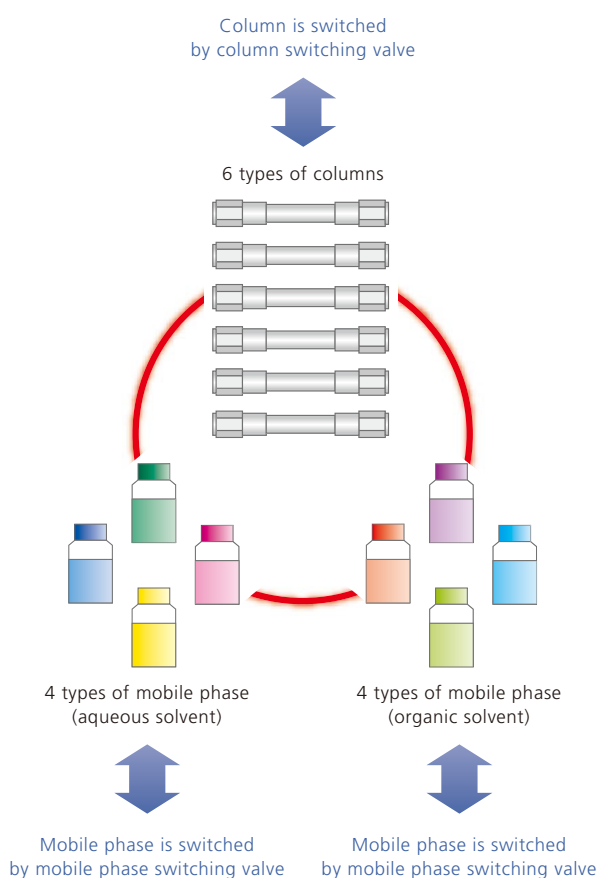 Column is switched
by column switching valve
6 types of columns
4 types of mobile phase
(aqueous solvent)
4 types of mobile phase
(organic solvent)
Mobile phase is switched
by mobile phase switching valve
Mobile phase is switched
by mobile phase switching valve